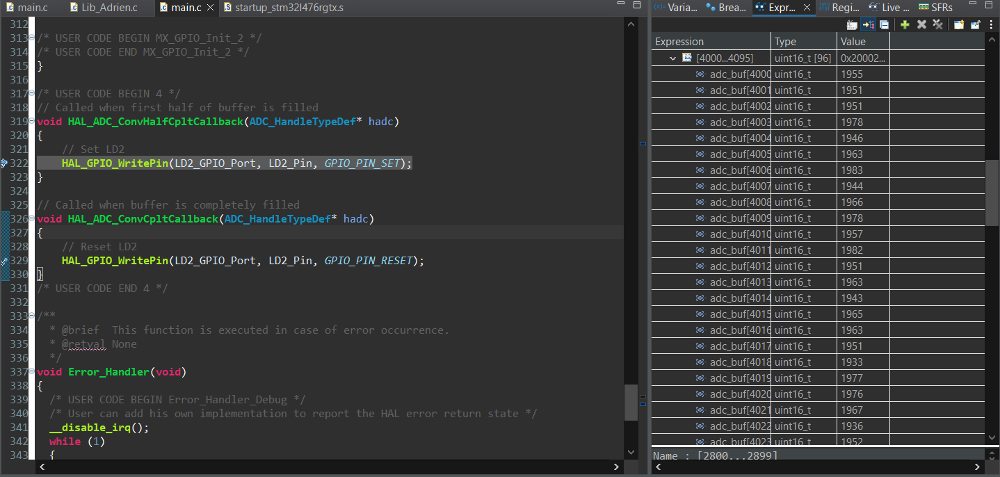 main.c
Lib_Adrien.c
main.c
startup_stm32l476rgtx.s
312
313 /* USER CODE BEGIN MX_GPIO_Init_2 */
314 /* USER CODE END MX_GPIO_Init_2 */
315 }
316
317 /* USER CODE BEGIN 4 */
318 // Called when first half of buffer is filled
319 void HAL_ADC_ConvHalfCpltCallback(ADC_HandleTypeDef* hadc)
320 {
321 // Set LD2
322 HAL_GPIO_WritePin(LD2_GPIO_Port, LD2_Pin, GPIO_PIN_SET);
323 }
324
325 // Called when buffer is completely filled
326 void HAL_ADC_ConvCpltCallback(ADC_HandleTypeDef* hadc)
327 {
328 // Reset LD2
329 HAL_GPIO_WritePin(LD2_GPIO_Port, LD2_Pin, GPIO_PIN_RESET);
330 }
331 /* USER CODE END 4 */
332
333 /**
334 * @brief  This function is executed in case of error occurrence.
335 * @retval None
336 */
337 void Error_Handler(void)
338 {
339 /* USER CODE BEGIN Error_Handler_Debug */
340 /* User can add his own implementation to report the HAL error return state */
341 __disable_irq();
342 while (1)
343 {
Varia...
Brea...
Expr...
Regi...
Live ...
SFRs
Expression Type Value
[4000...4095] uint16_t [96] 0x20002...
adc_buf[4000 uint16_t 1955
adc_buf[4001 uint16_t 1951
adc_buf[4002 uint16_t 1951
adc_buf[4003 uint16_t 1978
adc_buf[4004 uint16_t 1946
adc_buf[4005 uint16_t 1963
adc_buf[4006 uint16_t 1983
adc_buf[4007 uint16_t 1944
adc_buf[4008 uint16_t 1966
adc_buf[4009 uint16_t 1978
adc_buf[4010 uint16_t 1957
adc_buf[4011 uint16_t 1982
adc_buf[4012 uint16_t 1951
adc_buf[4013 uint16_t 1963
adc_buf[4014 uint16_t 1943
adc_buf[4015 uint16_t 1965
adc_buf[4016 uint16_t 1963
adc_buf[4017 uint16_t 1951
adc_buf[4018 uint16_t 1933
adc_buf[4019 uint16_t 1977
adc_buf[4020 uint16_t 1976
adc_buf[4021 uint16_t 1967
adc_buf[4022 uint16_t 1936
adc_buf[4023 uint16_t 1952
Name : [2800...2899]